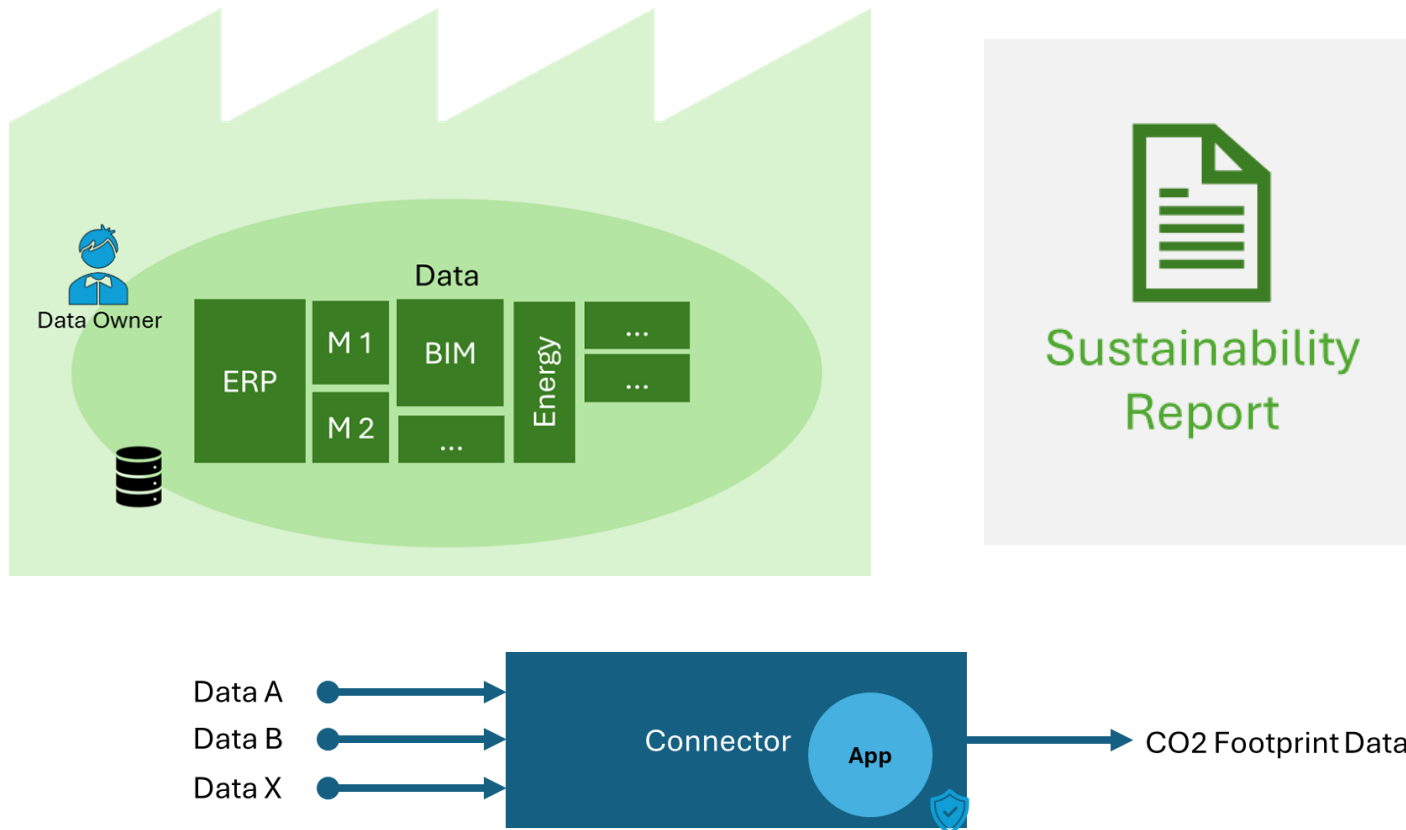 Data
Data Owner
ERP
M 1
M 2
BIM
...
Energy
...
...
Sustainability
Report
Data A
Data B
Data X
Connector
App
CO2 Footprint Data